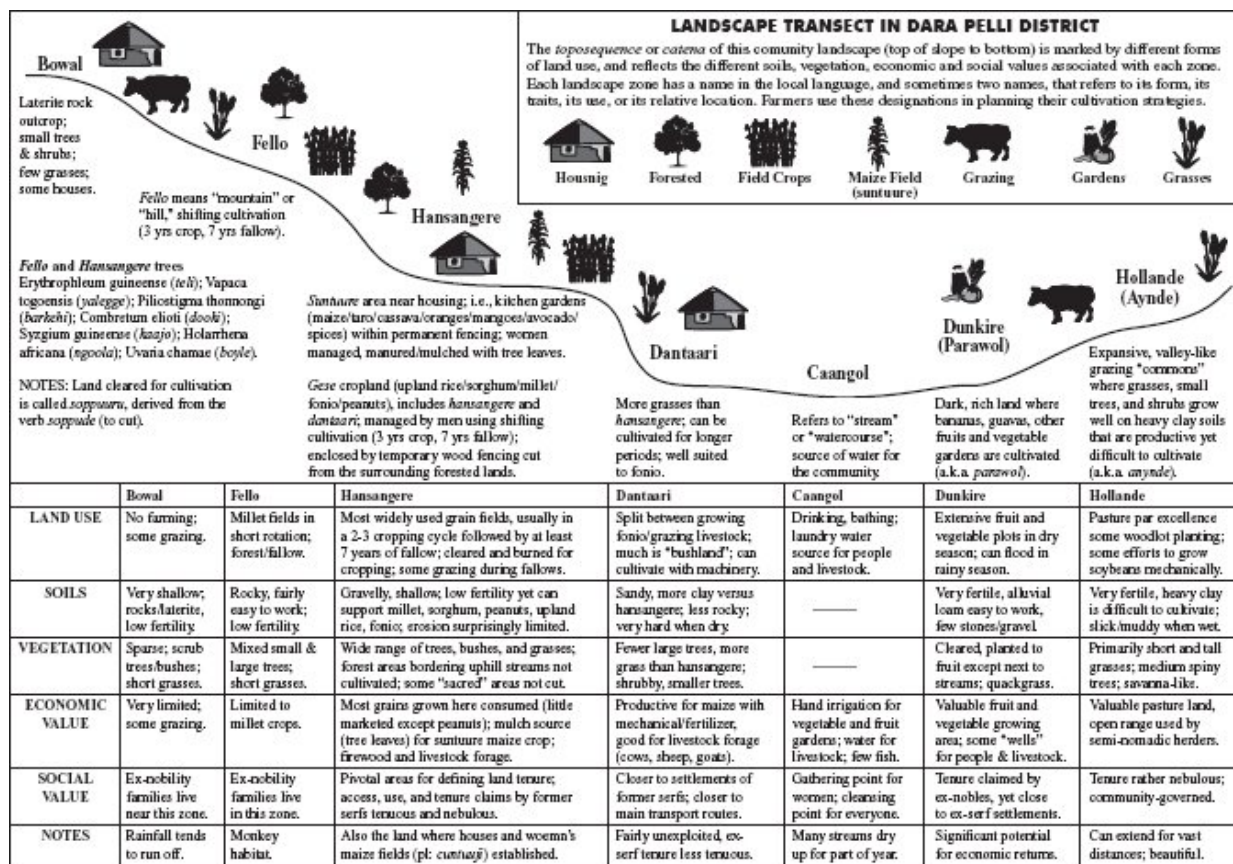 LANDSCAPE TRANSECT IN DARA PELLI DISTRICT
The toposequence or catena of this comunity landscape (top of slope to bottom) is marked by different forms
of land use, and reflects the different soils, vegetation, economic and social values associated with each zone.
Each landscape zone has a name in the local language, and sometimes two names, that refers to its form, its
traits, its use, or its relative location. Farmers use these designations in planning their cultivation strategies.
Housnig
Forested
Field Crops
Maize Field
(suntuure)
Grazing
Gardens
Grasses
Bowal
Laterite rock
outcrop;
small trees
& shrubs;
few grasses;
some houses.
Fello
Fello means "mountain" or
"hill," shifting cultivation
(3 yrs crop, 7 yrs fallow).
Fello and Hansangere trees
Erythrophleum guineense (teli); Vapaca
togoensis (yalegge); Piliostigma thonnongi
(barkehi); Combretum elioti (dooki);
Syzgium guineense (kaajo); Holarrhena
africana (ngoola); Uvaria chamae (boyle).
NOTES: Land cleared for cultivation
is called soppuuru, derived from the
verb soppude (to cut).
Hansangere
Suntuure area near housing; i.e., kitchen gardens
(maize/taro/cassava/oranges/mangoes/avocado/
spices) within permanent fencing; women
managed, manured/mulched with tree leaves.
Gese cropland (upland rice/sorghum/millet/
fonio/peanuts), includes hansangere and
dantaari; managed by men using shifting
cultivation (3 yrs crop, 7 yrs fallow);
enclosed by temporary wood fencing cut
from the surrounding forested lands.
Dantaari
More grasses than
hansangere; can be
cultivated for longer
periods; well suited
to fonio.
Caangol
Refers to "stream"
or "watercourse";
source of water for
the community.
Dunkire
(Parawol)
Dark, rich land where
bananas, guavas, other
fruits and vegetable
gardens are cultivated
(a.k.a. parawol).
Hollande
(Aynde)
Expansive, valley-like
grazing "commons"
where grasses, small
trees, and shrubs grow
well on heavy clay soils
that are productive yet
difficult to cultivate
(a.k.a. anynde).
Bowal
Fello
Hansangere
Dantaari
Caangol
Dunkire
Hollande
LAND USE
No farming;
some grazing.
Millet fields in
short rotation;
forest/fallow.
Most widely used grain fields, usually in
a 2-3 cropping cycle followed by at least
7 years of fallow; cleared and burned for
cropping; some grazing during fallows.
Split between growing
fonio/grazing livestock;
much is "bushland"; can
cultivate with machinery.
Drinking, bathing;
laundry water
source for people
and livestock.
Extensive fruit and
vegetable plots in dry
season; can flood in
rainy season.
Pasture par excellence
some woodlot planting;
some efforts to grow
soybeans mechanically.
SOILS
Very shallow;
rocks/laterite,
low fertility.
Rocky, fairly
easy to work;
low fertility.
Gravelly, shallow; low fertility yet can
support millet, sorghum, peanuts, upland
rice, fonio; erosion surprisingly limited.
Sandy, more clay versus
hansangere; less rocky;
very hard when dry.
Very fertile, alluvial
loam easy to work,
few stones/gravel.
Very fertile, heavy clay
is difficult to cultivate;
slick/muddy when wet.
VEGETATION
Sparse; scrub
trees/bushes;
short grasses.
Mixed small &
large trees;
short grasses.
Wide range of trees, bushes, and grasses;
forest areas bordering uphill streams not
cultivated; some "sacred" areas not cut.
Fewer large trees, more
grass than hansangere;
shrubby, smaller trees.
Cleared, planted to
fruit except next to
streams; quackgrass.
Primarily short and tall
grasses; medium spiny
trees; savanna-like.
ECONOMIC
VALUE
Very limited;
some grazing.
Limited to
millet crops.
Most grains grown here consumed (little
marketed except peanuts); mulch source
(tree leaves) for suntuure maize crop;
firewood and livestock forage.
Productive for maize with
mechanical/fertilizer,
good for livestock forage
(cows, sheep, goats).
Hand irrigation for
vegetable and fruit
gardens; water for
livestock; few fish.
Valuable fruit and
vegetable growing
area; some "wells"
for people & livestock.
Valuable pasture land,
open range used by
semi-nomadic herders.
SOCIAL
VALUE
Ex-nobility
families live
near this zone.
Ex-nobility
families live
in this zone.
Pivotal areas for defining land tenure;
access, use, and tenure claims by former
serfs tenuous and nebulous.
Closer to settlements of
former serfs; closer to
main transport routes.
Gathering point for
women; cleansing
point for everyone.
Tenure claimed by
ex-nobles, yet close
to ex-serf settlements.
Tenure rather nebulous;
community-governed.
NOTES
Rainfall tends
to run off.
Monkey
habitat.
Also the land where houses and woemn's
maize fields (pl: cuntuuji) established.
Fairly unexploited, ex-
serf tenure less tenuous.
Many streams dry
up for part of year.
Significant potential
for economic returns.
Can extend for vast
distances; beautiful.